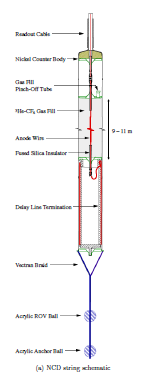 Readout Cable
Nickel Counter Body
Gas Fill
Pinch-Off Tube
³He-CF₄ Gas Fill
9–11 m
Anode Wire
Fused Silica Insulator
Delay Line Termination
Vectran Braid
Acrylic ROV Ball
Acrylic Anchor Ball
(a) NCD string schematic